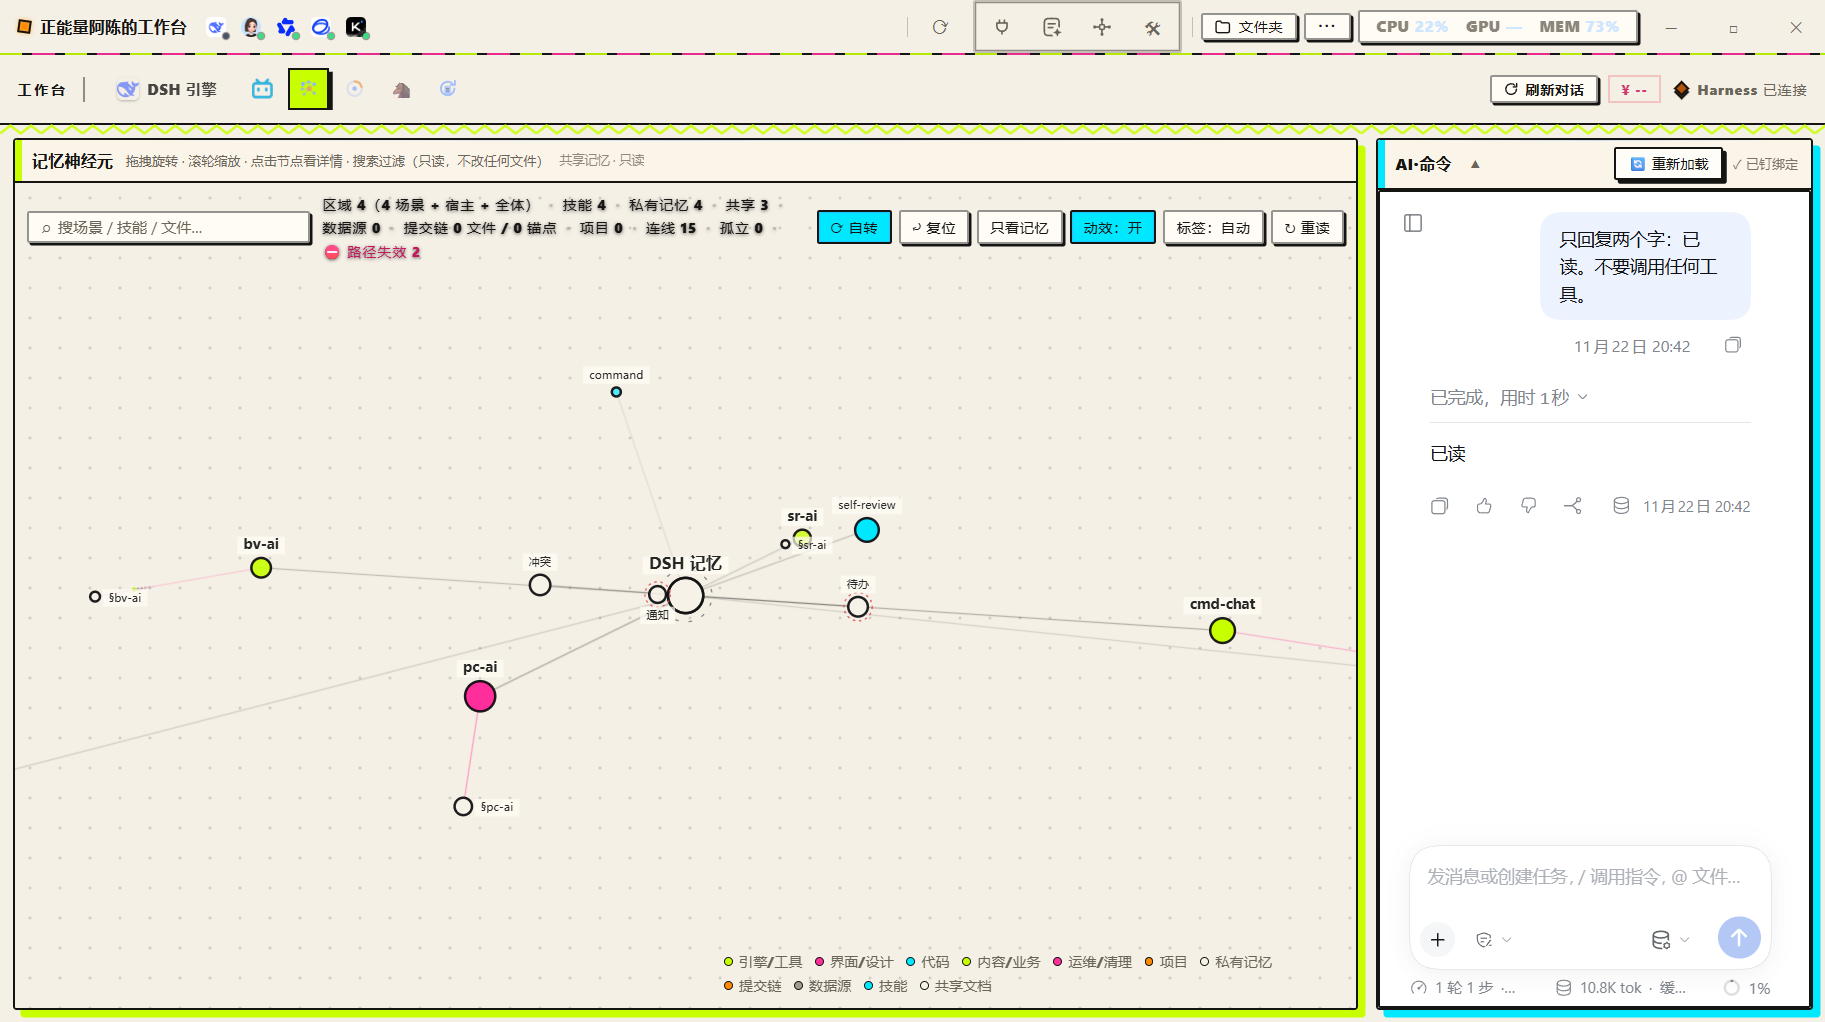 正能量阿陈的工作台
文件夹
···
CPU 22% GPU — MEM 73%
工作台
DSH 引擎
刷新对话
¥ --
Harness 已连接
记忆神经元 拖拽旋转 · 滚轮缩放 · 点击节点看详情 · 搜索过滤（只读，不改任何文件） 共享记忆 · 只读
搜场景 / 技能 / 文件...
区域 4（4 场景 + 宿主 + 全体） · 技能 4 · 私有记忆 4 · 共享 3 ·
数据源 0 · 提交链 0 文件 / 0 锚点 · 项目 0 · 连线 15 · 孤立 0 ·
路径失效 2
自转
复位
只看记忆
动效：开
标签：自动
重读
command
self-review
sr-ai
§sr-ai
bv-ai
§bv-ai
冲突
DSH 记忆
通知
待办
cmd-chat
pc-ai
§pc-ai
引擎/工具 界面/设计 代码 内容/业务 运维/清理 项目 私有记忆
提交链 数据源 技能 共享文档
AI·命令 ▲
重新加载
✓ 已钉绑定
只回复两个字：已
读。不要调用任何工
具。
11月22日 20:42
已完成，用时 1秒
已读
11月22日 20:42
发消息或创建任务, / 调用指令, @ 文件...
1 轮 1 步 ·...
10.8K tok · 缓...
1%